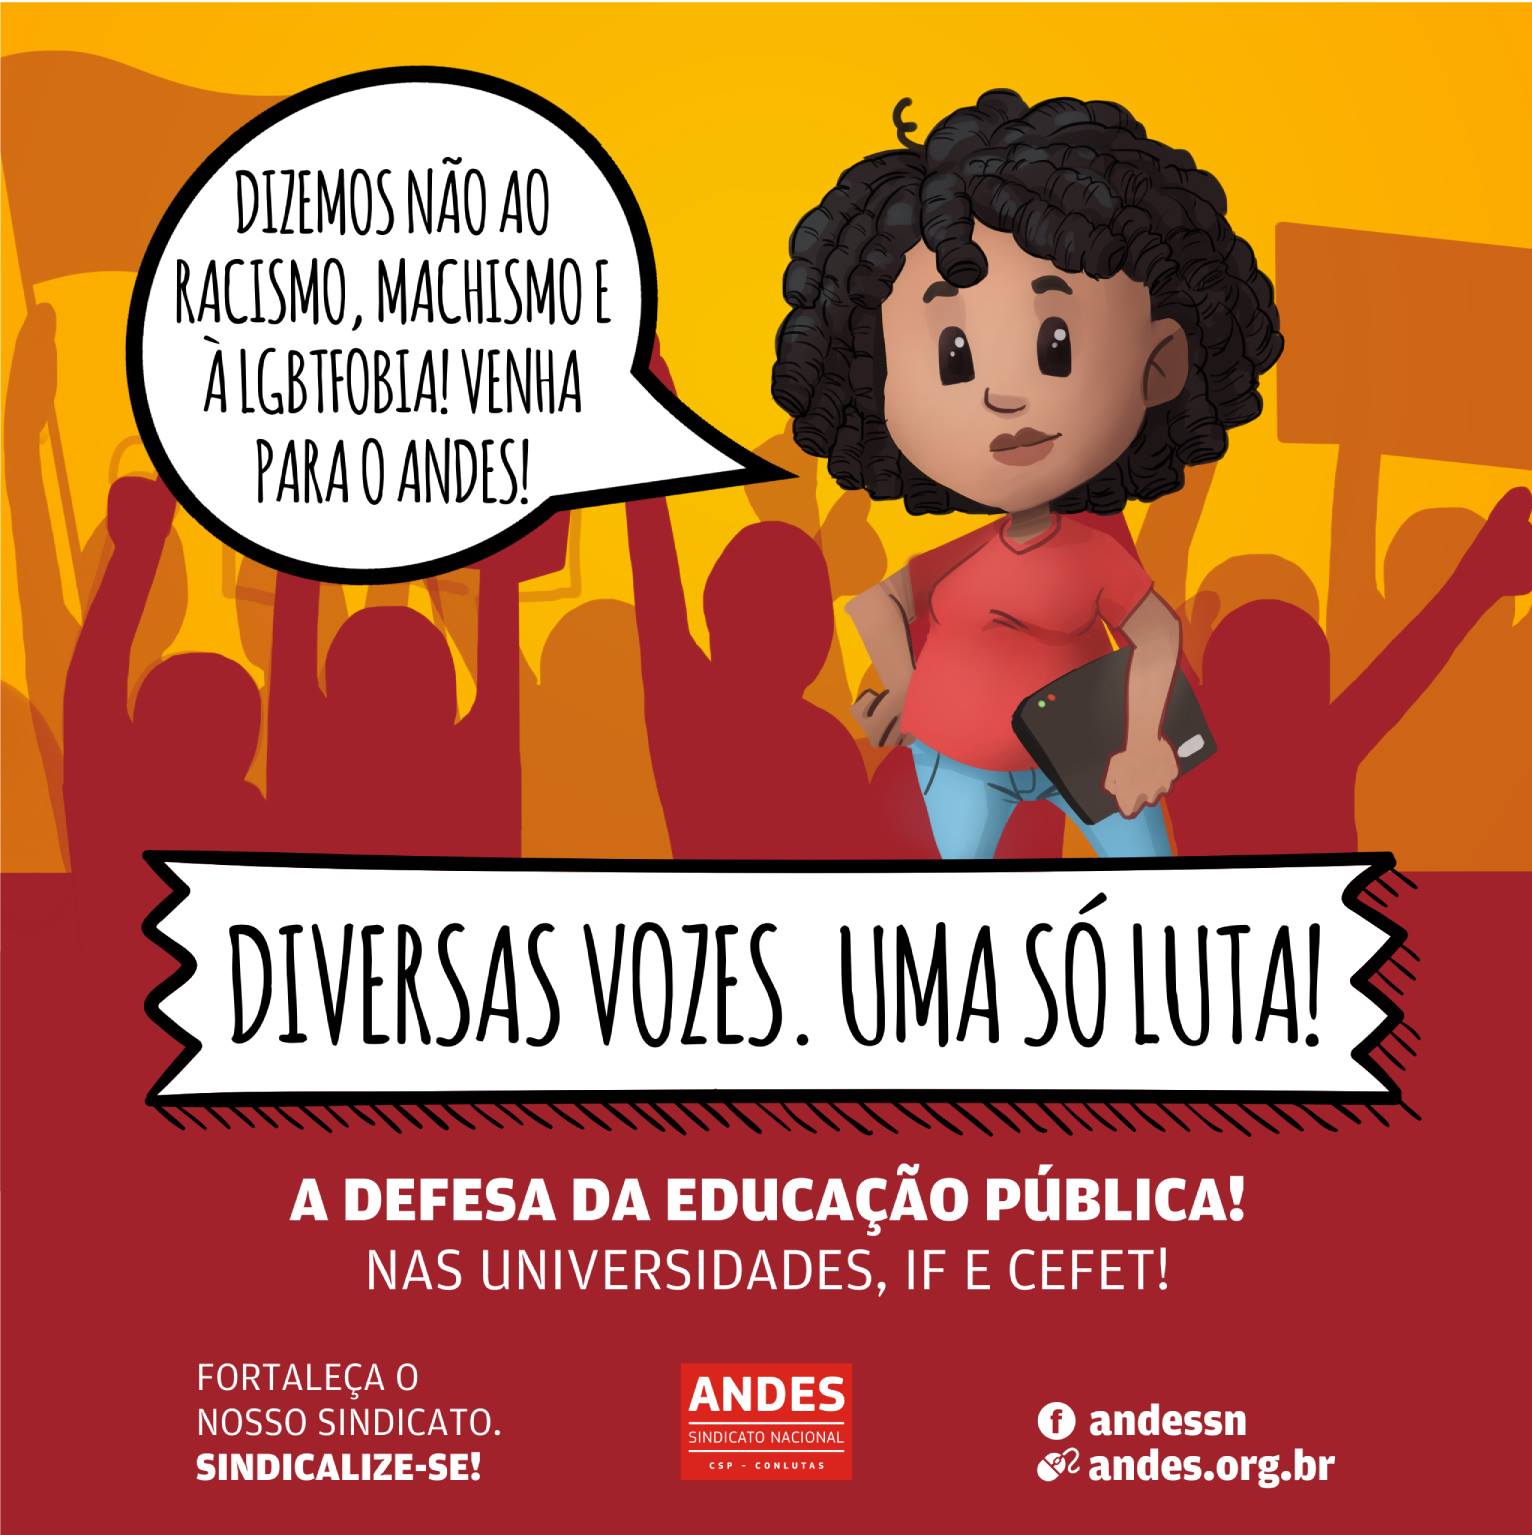 DIZEMOS NÃO AO
RACISMO, MACHISMO E
À LGBTFOBIA! VENHA
PARA O ANDES!
DIVERSAS VOZES. UMA SÓ LUTA!
A DEFESA DA EDUCAÇÃO PÚBLICA!
NAS UNIVERSIDADES, IF E CEFET!
FORTALEÇA O
NOSSO SINDICATO.
SINDICALIZE-SE!
ANDES
SINDICATO NACIONAL
CSP - CONLUTAS
andessn
andes.org.br